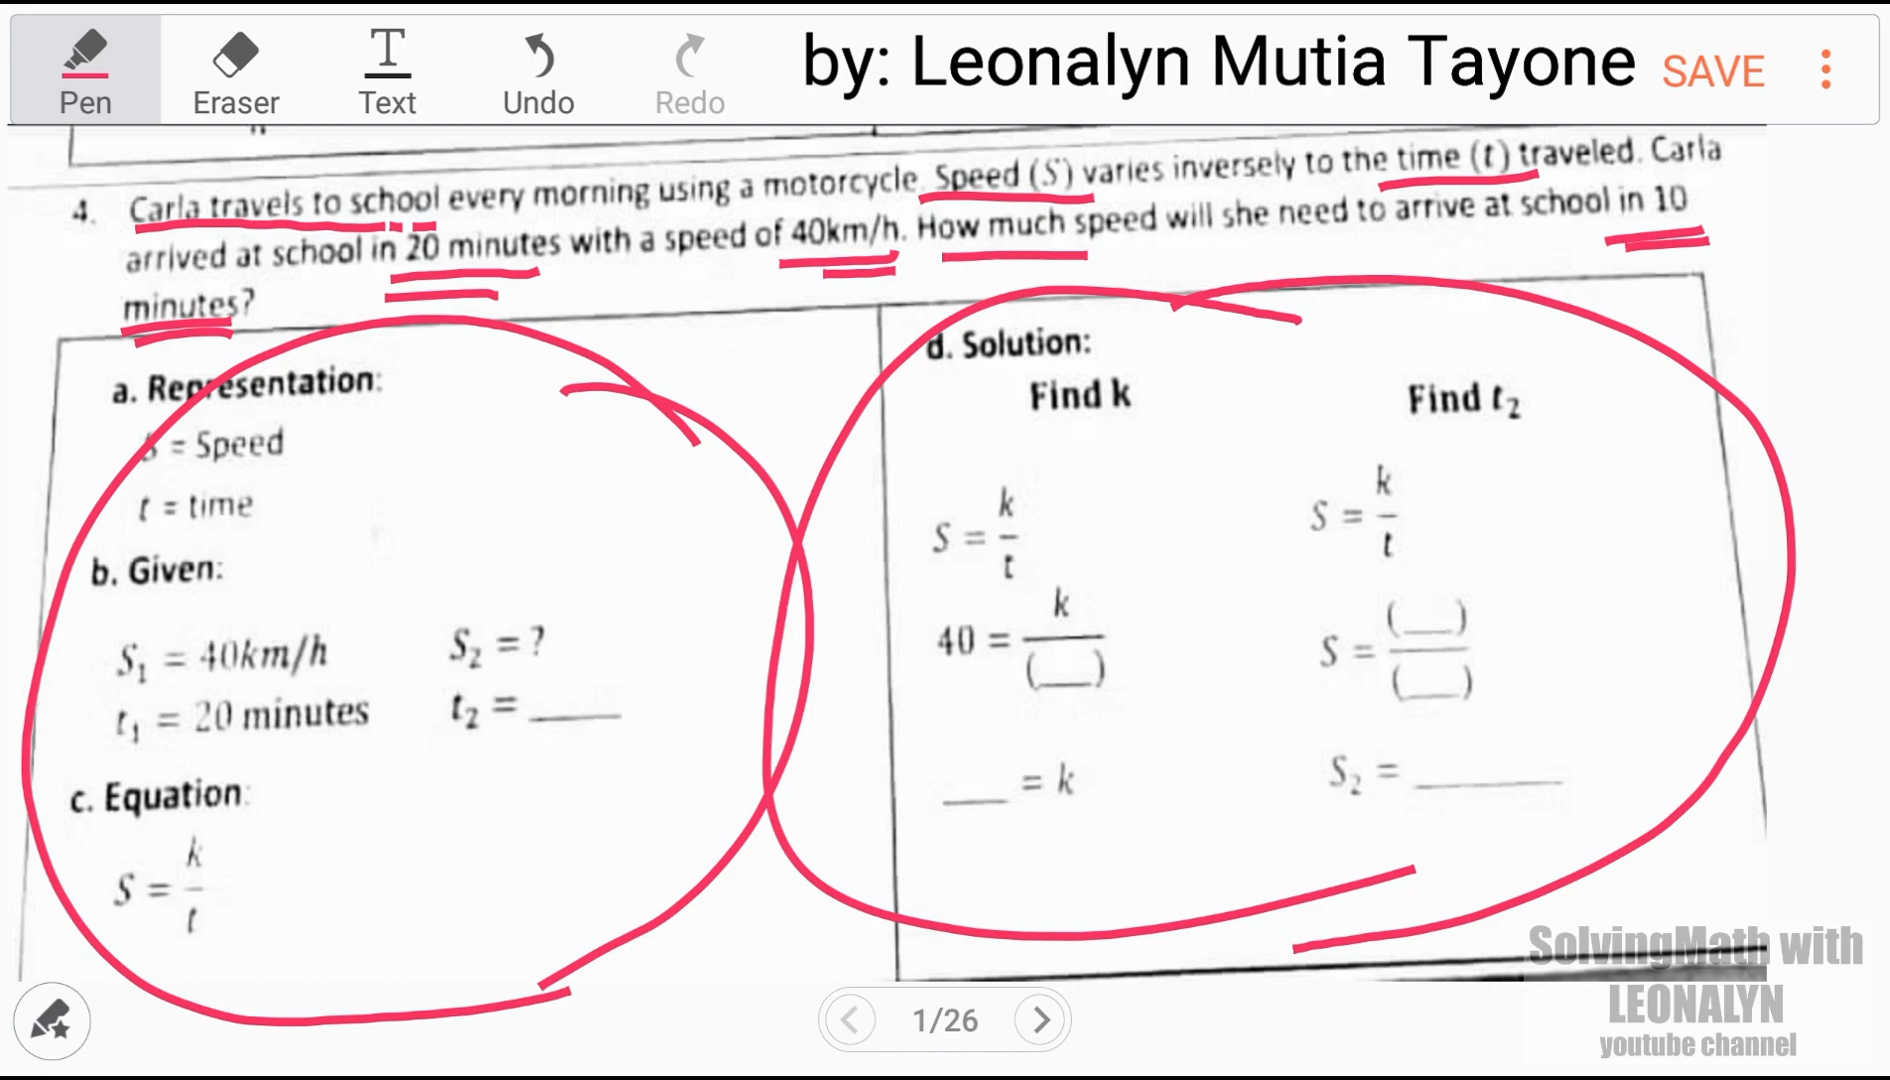 Pen
Eraser
Text
Undo
Redo
by: Leonalyn Mutia Tayone
SAVE
4. Carla travels to school every morning using a motorcycle. Speed (S) varies inversely to the time (t) traveled. Carla
arrived at school in 20 minutes with a speed of 40km/h. How much speed will she need to arrive at school in 10
minutes?
a. Representation:
S = Speed
t = time
b. Given:
S₁ = 40km/h S₂ = ?
t₁ = 20 minutes t₂ = ____
c. Equation:
S = k/t
d. Solution:
Find k
S = k/t
40 = k/(__)
___ = k
Find t₂
S = k/t
S = (__)/(__)
S₂ = ______
1/26
SolvingMath with
LEONALYN
youtube channel